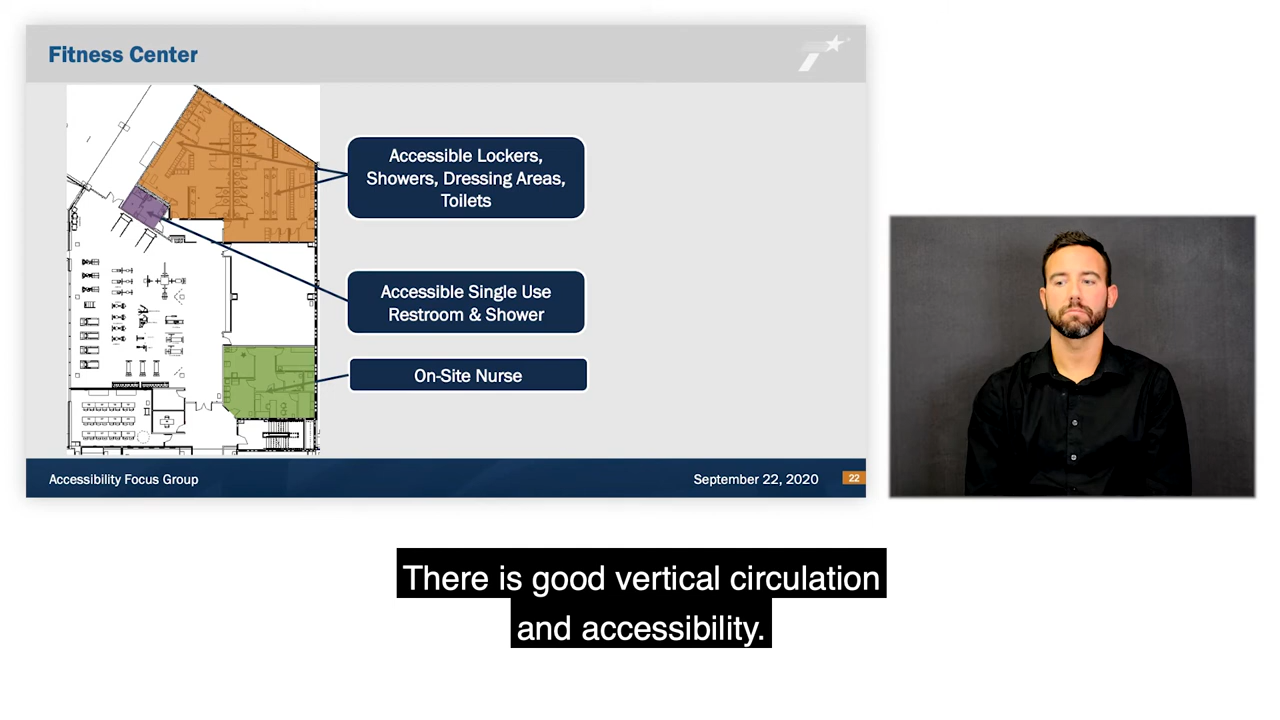 Fitness Center
Accessible Lockers,
Showers, Dressing Areas,
Toilets
Accessible Single Use
Restroom & Shower
On-Site Nurse
Accessibility Focus Group
September 22, 2020
22
There is good vertical circulation
and accessibility.